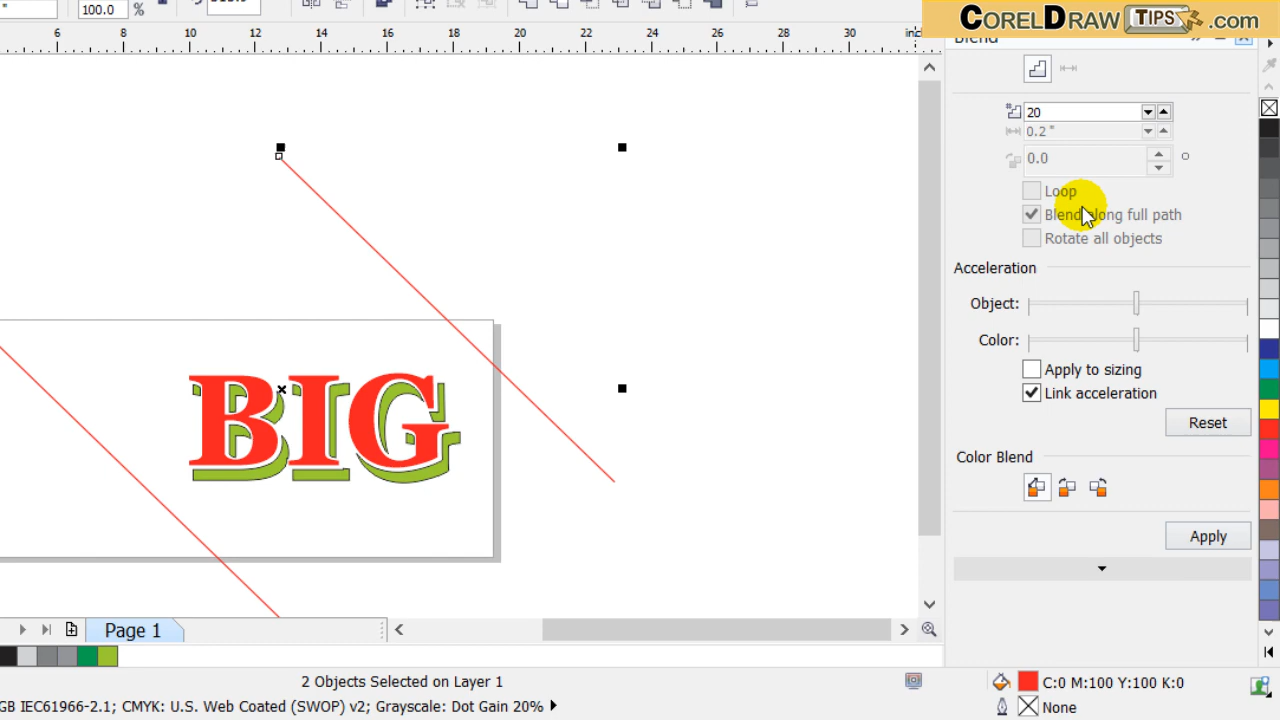 CORELDRAW TIPS .com
100.0 %
6 8 10 12 14 16 18 20 22 24 26 28 30
Blend
20
0.2 "
0.0
Loop
Blend along full path
Rotate all objects
Acceleration
Object:
Color:
Apply to sizing
Link acceleration
Reset
Color Blend
Apply
BIG
Page 1
2 Objects Selected on Layer 1
C:0 M:100 Y:100 K:0
GB IEC61966-2.1; CMYK: U.S. Web Coated (SWOP) v2; Grayscale: Dot Gain 20%
None